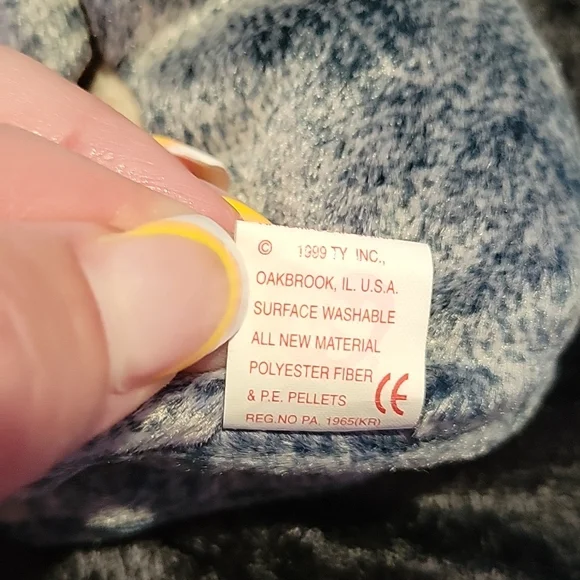 © 1999 TY INC.,
OAKBROOK, IL. U.S.A.
SURFACE WASHABLE
ALL NEW MATERIAL
POLYESTER FIBER
& P.E. PELLETS CE
REG.NO PA. 1965(KR)